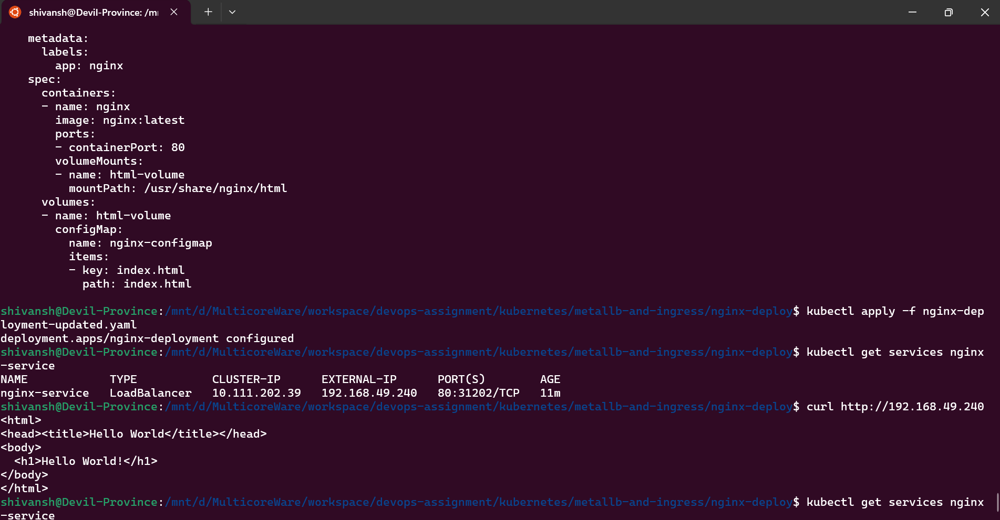 shivansh@Devil-Province: /m
    metadata:
      labels:
        app: nginx
    spec:
      containers:
      - name: nginx
        image: nginx:latest
        ports:
        - containerPort: 80
        volumeMounts:
        - name: html-volume
          mountPath: /usr/share/nginx/html
      volumes:
      - name: html-volume
        configMap:
          name: nginx-configmap
          items:
          - key: index.html
            path: index.html
shivansh@Devil-Province:/mnt/d/MulticoreWare/workspace/devops-assignment/kubernetes/metallb-and-ingress/nginx-deploy$ kubectl apply -f nginx-dep
loyment-updated.yaml
deployment.apps/nginx-deployment configured
shivansh@Devil-Province:/mnt/d/MulticoreWare/workspace/devops-assignment/kubernetes/metallb-and-ingress/nginx-deploy$ kubectl get services nginx
-service
NAME            TYPE           CLUSTER-IP      EXTERNAL-IP      PORT(S)        AGE
nginx-service   LoadBalancer   10.111.202.39   192.168.49.240   80:31202/TCP   11m
shivansh@Devil-Province:/mnt/d/MulticoreWare/workspace/devops-assignment/kubernetes/metallb-and-ingress/nginx-deploy$ curl http://192.168.49.240
<html>
<head><title>Hello World</title></head>
<body>
  <h1>Hello World!</h1>
</body>
</html>
shivansh@Devil-Province:/mnt/d/MulticoreWare/workspace/devops-assignment/kubernetes/metallb-and-ingress/nginx-deploy$ kubectl get services nginx
-service